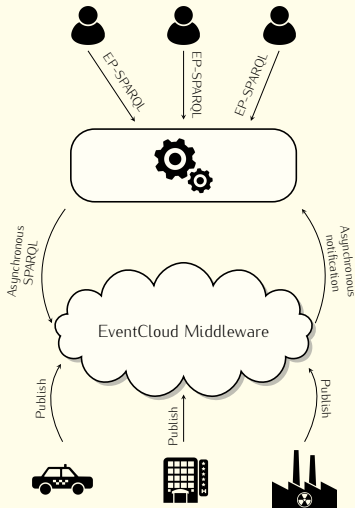 EP-SPARQL
EP-SPARQL
EP-SPARQL
Asynchronous
SPARQL
Asynchronous
notification
EventCloud Middleware
Publish
Publish
Publish